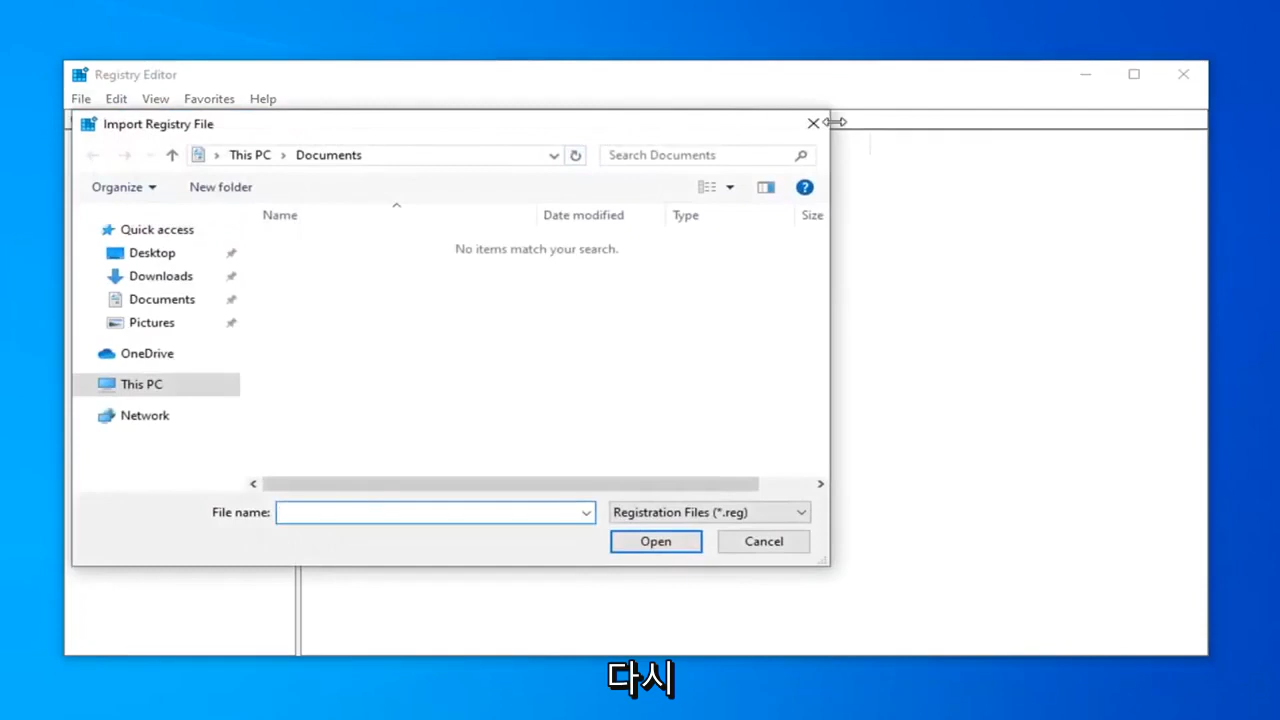 Registry Editor
File Edit View Favorites Help
Import Registry File
This PC > Documents
Search Documents
Organize
New folder
Name
Date modified
Type
Size
Quick access
No items match your search.
Desktop
Downloads
Documents
Pictures
OneDrive
This PC
Network
File name:
Registration Files (*.reg)
Open
Cancel
다시